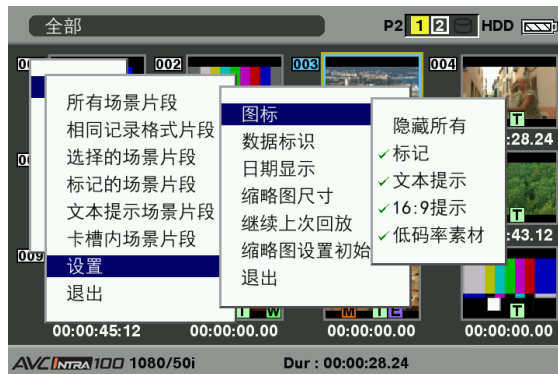 全部
P2 1 2 HDD
002
003
004
所有场景片段
相同记录格式片段
选择的场景片段
标记的场景片段
文本提示场景片段
卡槽内场景片段
设置
退出
图标
数据标识
日期显示
缩略图尺寸
继续上次回放
缩略图设置初始
退出
隐藏所有
标记
文本提示
16:9提示
低码率素材
T
:28.24
T
:43.12
009
T W
M T E
T
00:00:45:12 00:00:00.00 00:00:00.00 00:00:00.00
AVC INTRA 100 1080/50i Dur : 00:00:28.24